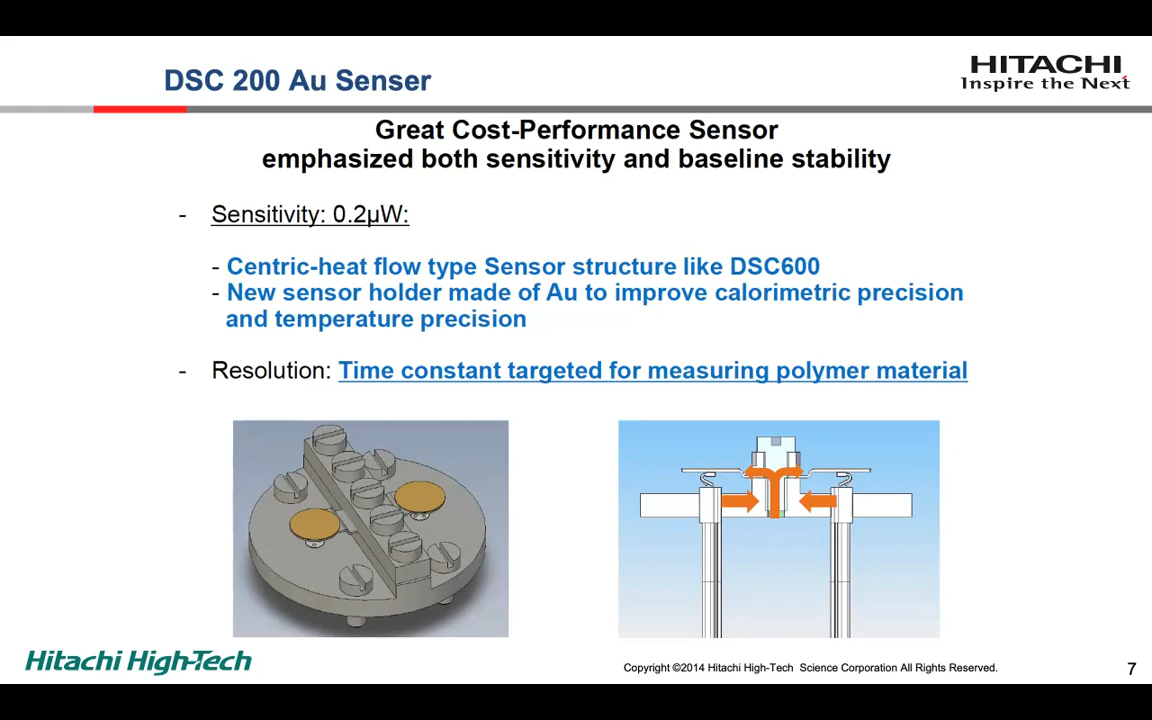 DSC 200 Au Senser
HITACHI
Inspire the Next
Great Cost-Performance Sensor
emphasized both sensitivity and baseline stability
- Sensitivity: 0.2µW:
- Centric-heat flow type Sensor structure like DSC600
- New sensor holder made of Au to improve calorimetric precision
and temperature precision
- Resolution: Time constant targeted for measuring polymer material
Hitachi High-Tech
Copyright ©2014 Hitachi High-Tech Science Corporation All Rights Reserved.
7